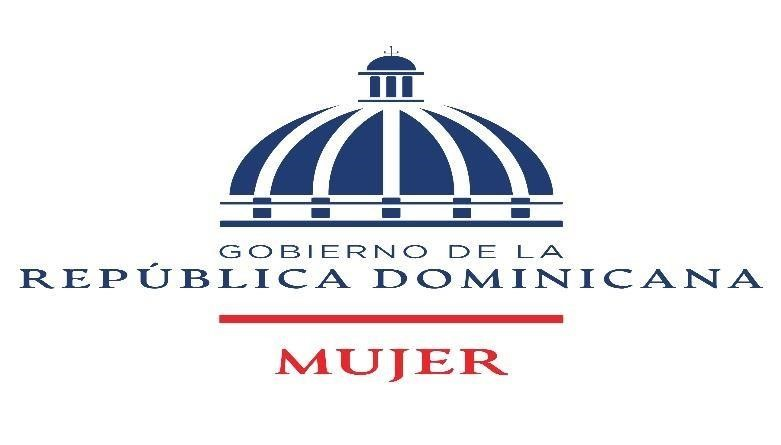 GOBIERNO DE LA
REPÚBLICA DOMINICANA
MUJER